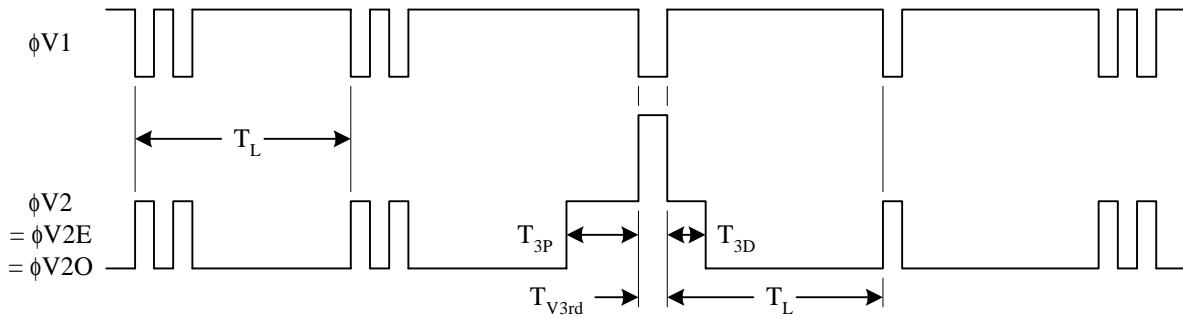 ϕV1
T_L
ϕV2
= ϕV2E
= ϕV2O
T_3P
T_3D
T_V3rd
T_L